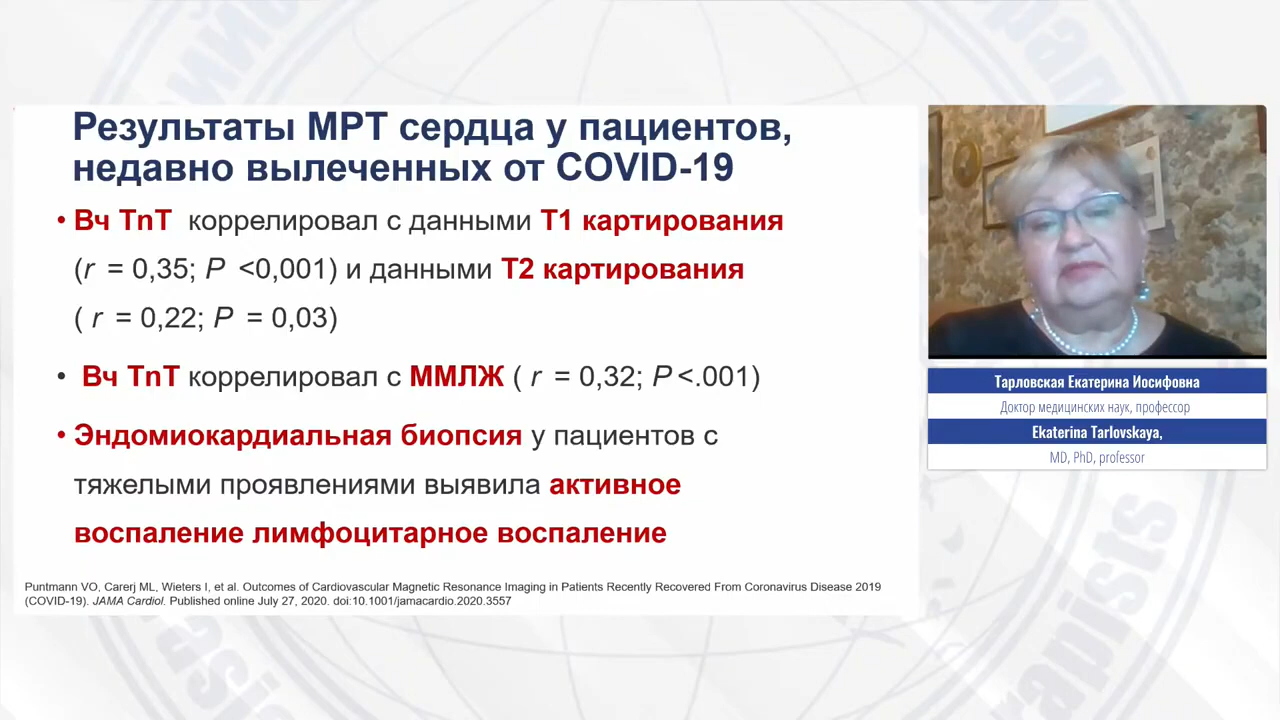 Результаты МРТ сердца у пациентов,
недавно вылеченных от COVID-19
• Вч TnT коррелировал с данными Т1 картирования
(r = 0,35; P <0,001) и данными Т2 картирования
( r = 0,22; P = 0,03)
• Вч TnT коррелировал с ММЛЖ ( r = 0,32; P <.001)
• Эндомиокардиальная биопсия у пациентов с
тяжелыми проявлениями выявила активное
воспаление лимфоцитарное воспаление
Puntmann VO, Carerj ML, Wieters I, et al. Outcomes of Cardiovascular Magnetic Resonance Imaging in Patients Recently Recovered From Coronavirus Disease 2019
(COVID-19). JAMA Cardiol. Published online July 27, 2020. doi:10.1001/jamacardio.2020.3557
Тарловская Екатерина Иосифовна
Доктор медицинских наук, профессор
Ekaterina Tarlovskaya,
MD, PhD, professor